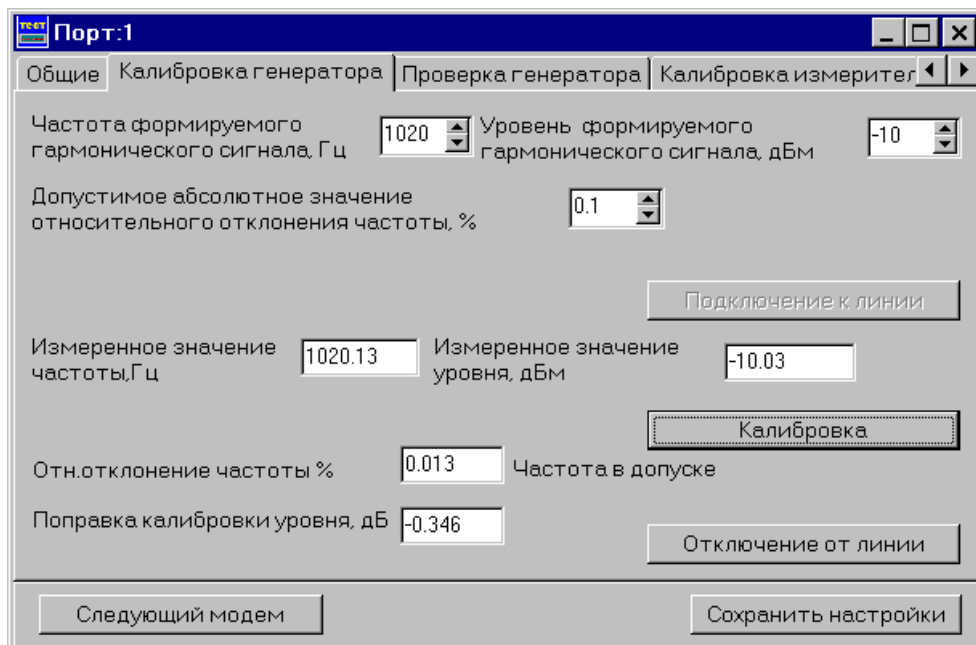 тест Порт:1
Общие Калибровка генератора Проверка генератора Калибровка измерител
Частота формируемого 1020 Уровень формируемого -10
гармонического сигнала, Гц гармонического сигнала, дБм
Допустимое абсолютное значение 0.1
относительного отклонения частоты, %
Подключение к линии
Измеренное значение 1020.13 Измеренное значение -10.03
частоты,Гц уровня, дБм
Калибровка
Отн.отклонение частоты % 0.013 Частота в допуске
Поправка калибровки уровня, дБ -0.346
Отключение от линии
Следующий модем Сохранить настройки